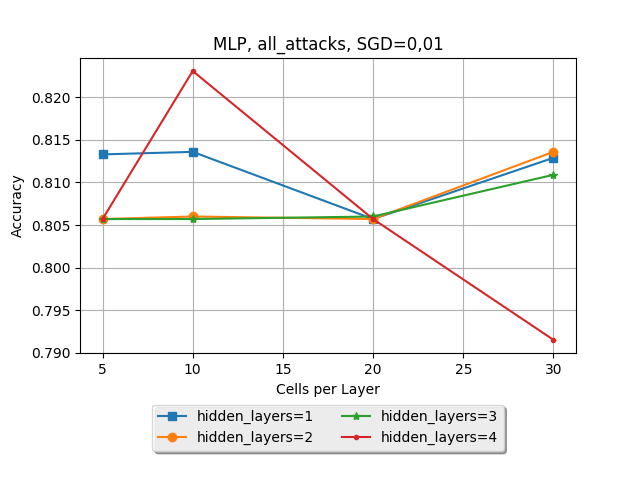 MLP, all_attacks, SGD=0,01
0.820
0.815
0.810
0.805
0.800
0.795
0.790
Accuracy
5 10 15 20 25 30
Cells per Layer
hidden_layers=1 hidden_layers=3
hidden_layers=2 hidden_layers=4